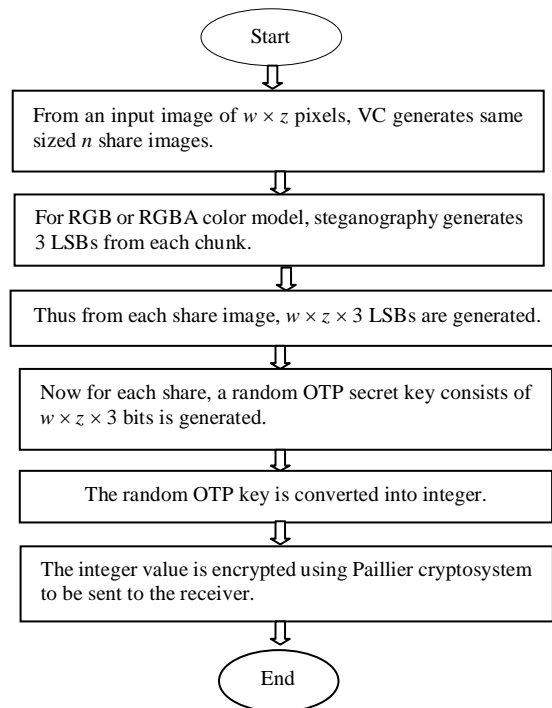 Start
From an input image of w × z pixels, VC generates same
sized n share images.
For RGB or RGBA color model, steganography generates
3 LSBs from each chunk.
Thus from each share image, w × z × 3 LSBs are generated.
Now for each share, a random OTP secret key consists of
w × z × 3 bits is generated.
The random OTP key is converted into integer.
The integer value is encrypted using Paillier cryptosystem
to be sent to the receiver.
End